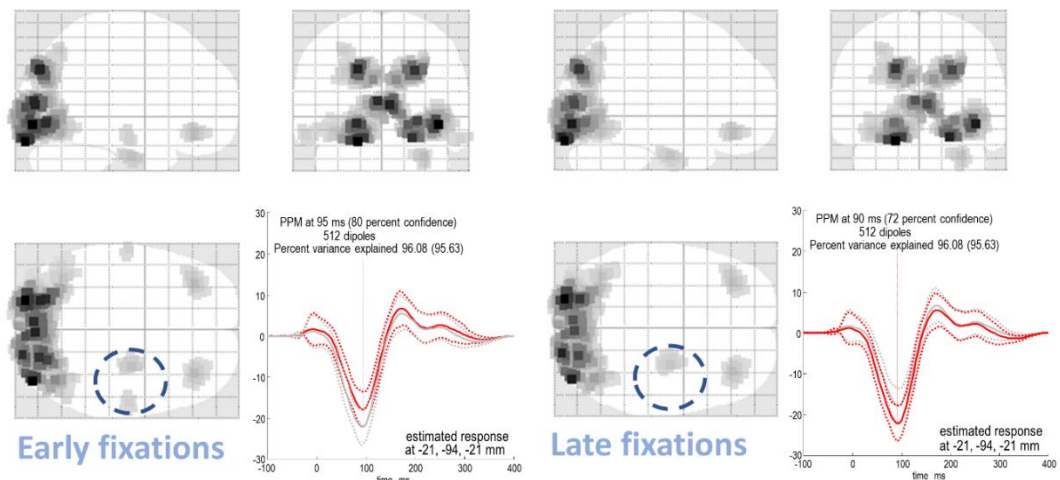 30
20
10
0
-10
-20
-30
-100
0
100
200
300
400
time ms
PPM at 95 ms (80 percent confidence)
512 dipoles
Percent variance explained 96.08 (95.63)
estimated response
at -21, -94, -21 mm
Early fixations
30
20
10
0
-10
-20
-30
-100
0
100
200
300
400
time ms
PPM at 90 ms (72 percent confidence)
512 dipoles
Percent variance explained 96.08 (95.63)
estimated response
at -21, -94, -21 mm
Late fixations